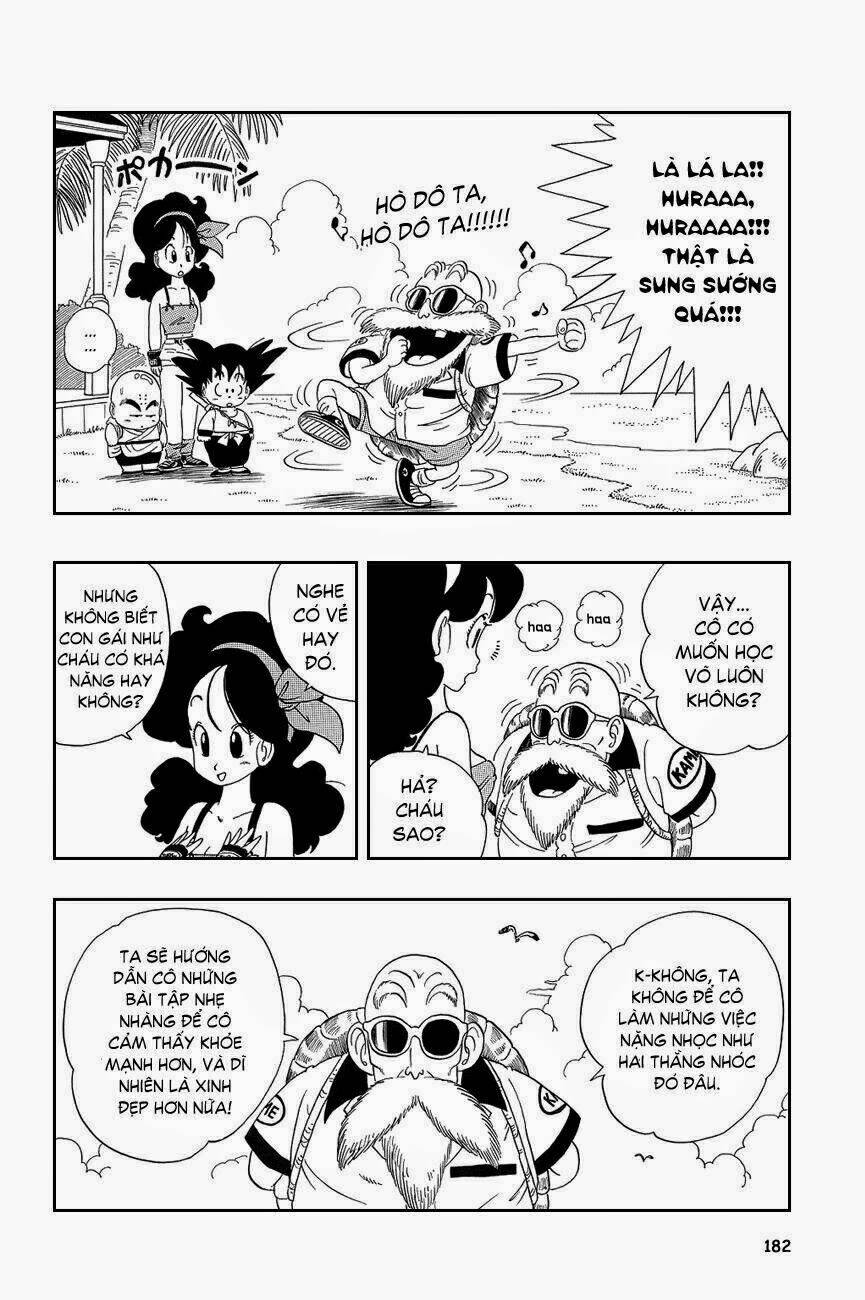 LÀ LÁ LA!!
HURAAA,
HURAAAA!!!
THẬT LÀ
SUNG SƯỚNG
QUÁ!!!
HÒ DÔ TA,
HÒ DÔ TA!!!!!!
ポカーン
...
...
VẬY...
CÔ CÓ
MUỐN HỌC
VÕ LUÔN
KHÔNG?
haa
haa
KAME
HẢ?
CHÁU
SAO?
NGHE
CÓ VẺ
HAY
ĐÓ.
NHƯNG
KHÔNG BIẾT
CON GÁI NHƯ
CHÁU CÓ KHẢ
NĂNG HAY
KHÔNG?
K-KHÔNG, TA
KHÔNG ĐỂ CÔ
LÀM NHỮNG VIỆC
NẶNG NHỌC NHƯ
HAI THẰNG NHÓC
ĐÓ ĐÂU.
TA SẼ HƯỚNG
DẪN CÔ NHỮNG
BÀI TẬP NHẸ
NHÀNG ĐỂ CÔ
CẢM THẤY KHỎE
MẠNH HƠN, VÀ DĨ
NHIÊN LÀ XINH
ĐẸP HƠN NỮA!
ME
KA
182